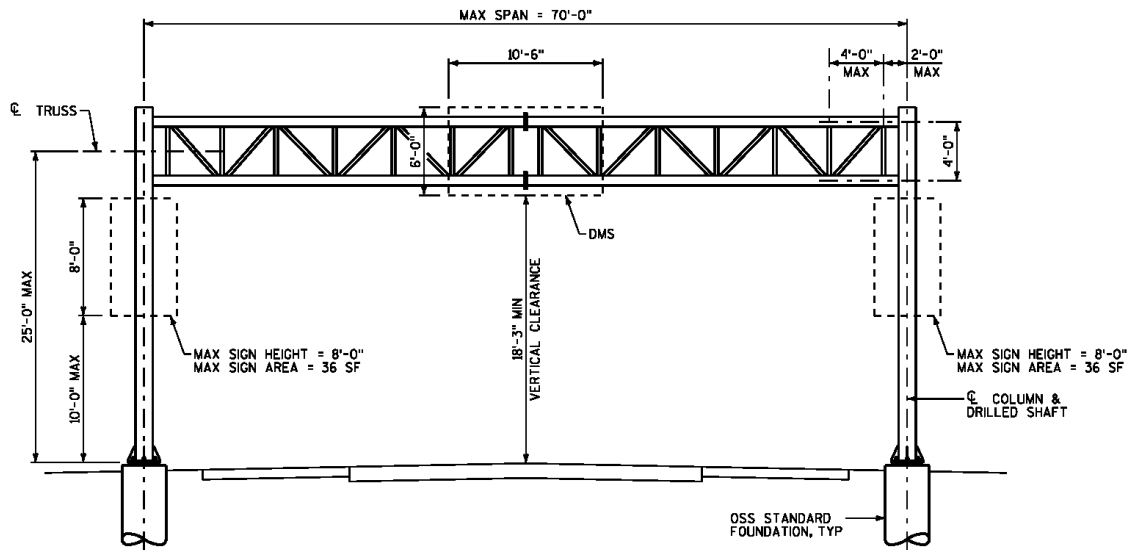 MAX SPAN = 70'-0"
10'-6"
4'-0"
MAX
2'-0"
MAX
℄ TRUSS
6'-0"
4'-0"
DMS
8'-0"
25'-0" MAX
10'-0" MAX
18'-3" MIN
VERTICAL CLEARANCE
MAX SIGN HEIGHT = 8'-0"
MAX SIGN AREA = 36 SF
MAX SIGN HEIGHT = 8'-0"
MAX SIGN AREA = 36 SF
℄ COLUMN &
DRILLED SHAFT
OSS STANDARD
FOUNDATION, TYP